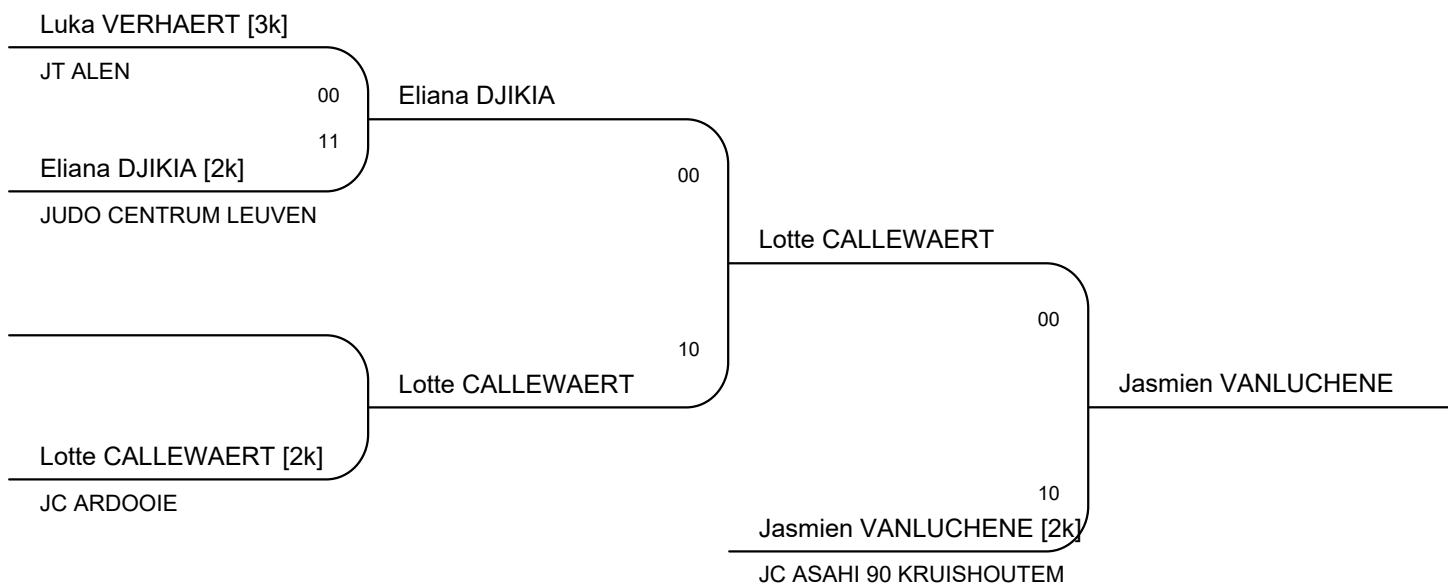 Luka VERHAERT [3k]
JT ALEN
00
11
Eliana DJIKIA [2k]
JUDO CENTRUM LEUVEN
Eliana DJIKIA
00
10
Lotte CALLEWAERT
Lotte CALLEWAERT [2k]
JC ARDOOIE
Lotte CALLEWAERT
00
10
Jasmien VANLUCHENE [2k]
JC ASAHI 90 KRUISHOUTEM
Jasmien VANLUCHENE